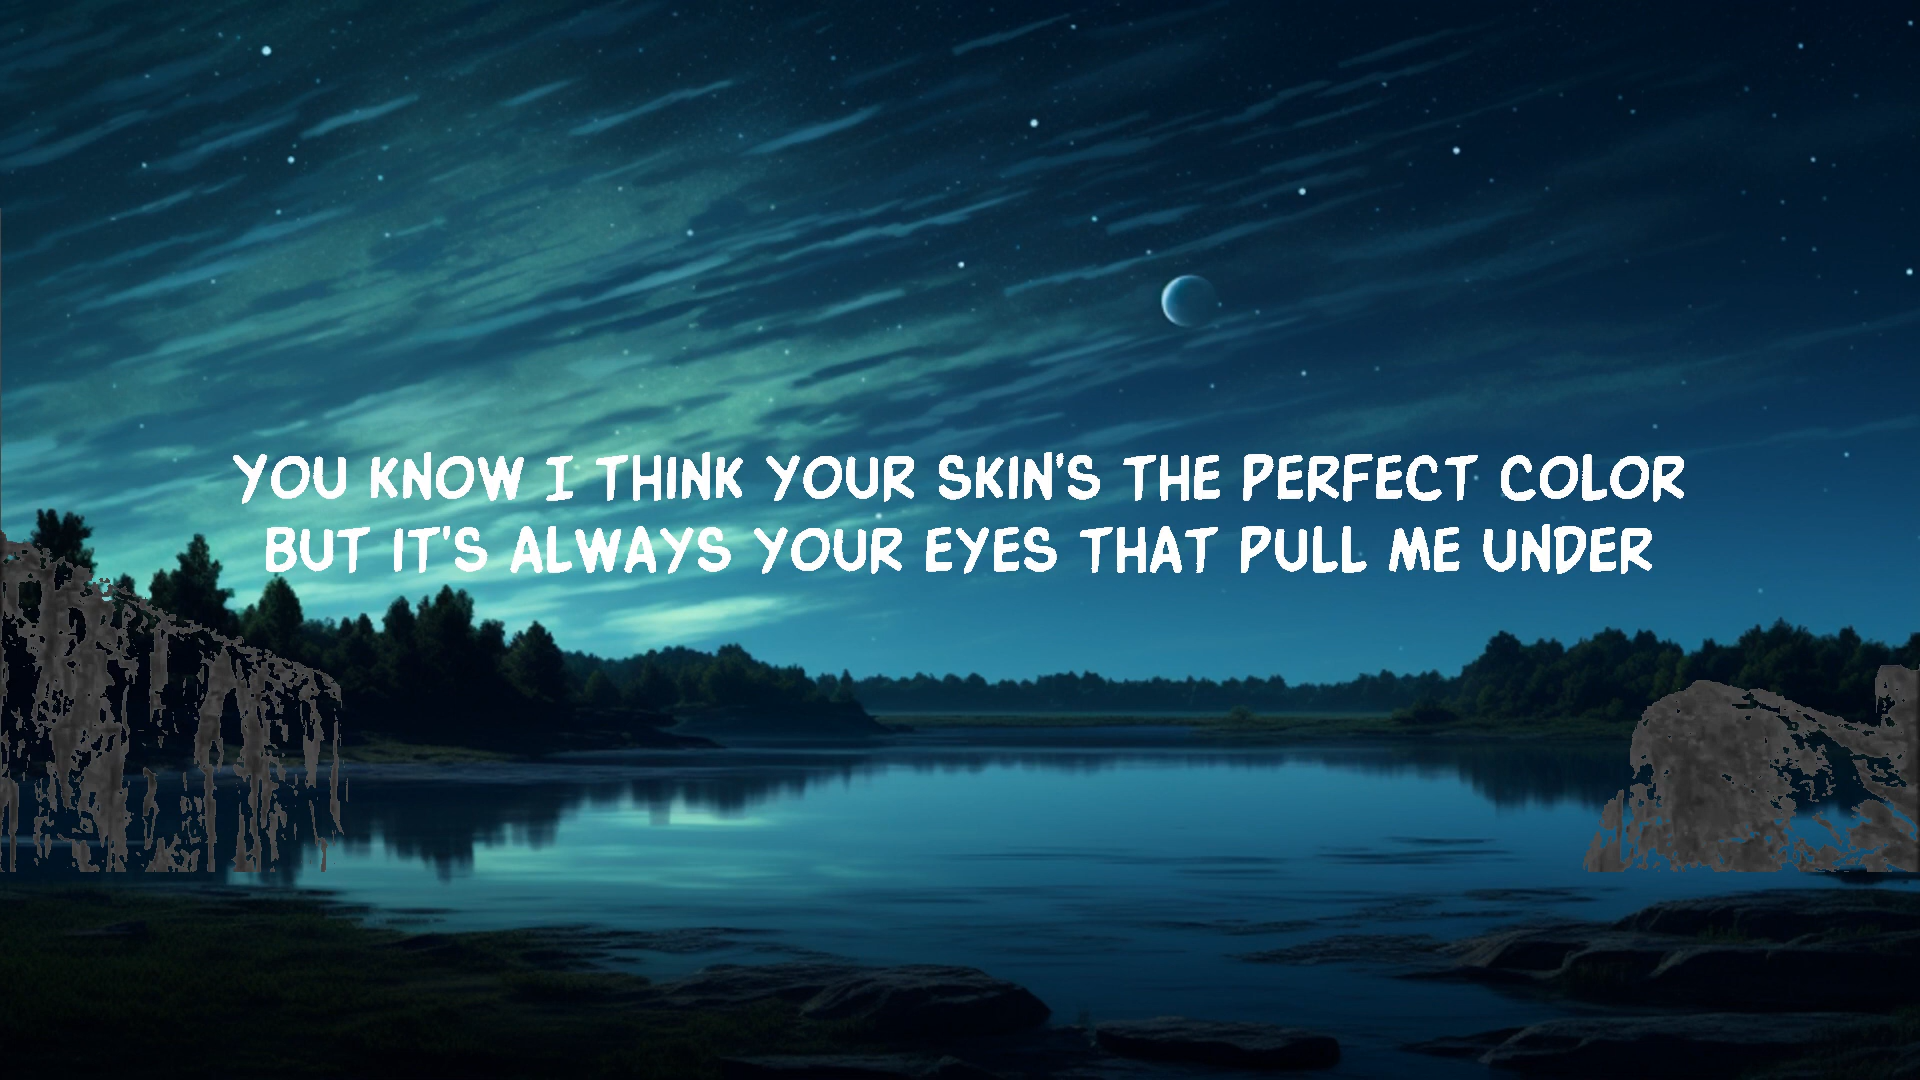 YOU KNOW I THINK YOUR SKIN'S THE PERFECT COLOR
BUT IT'S ALWAYS YOUR EYES THAT PULL ME UNDER